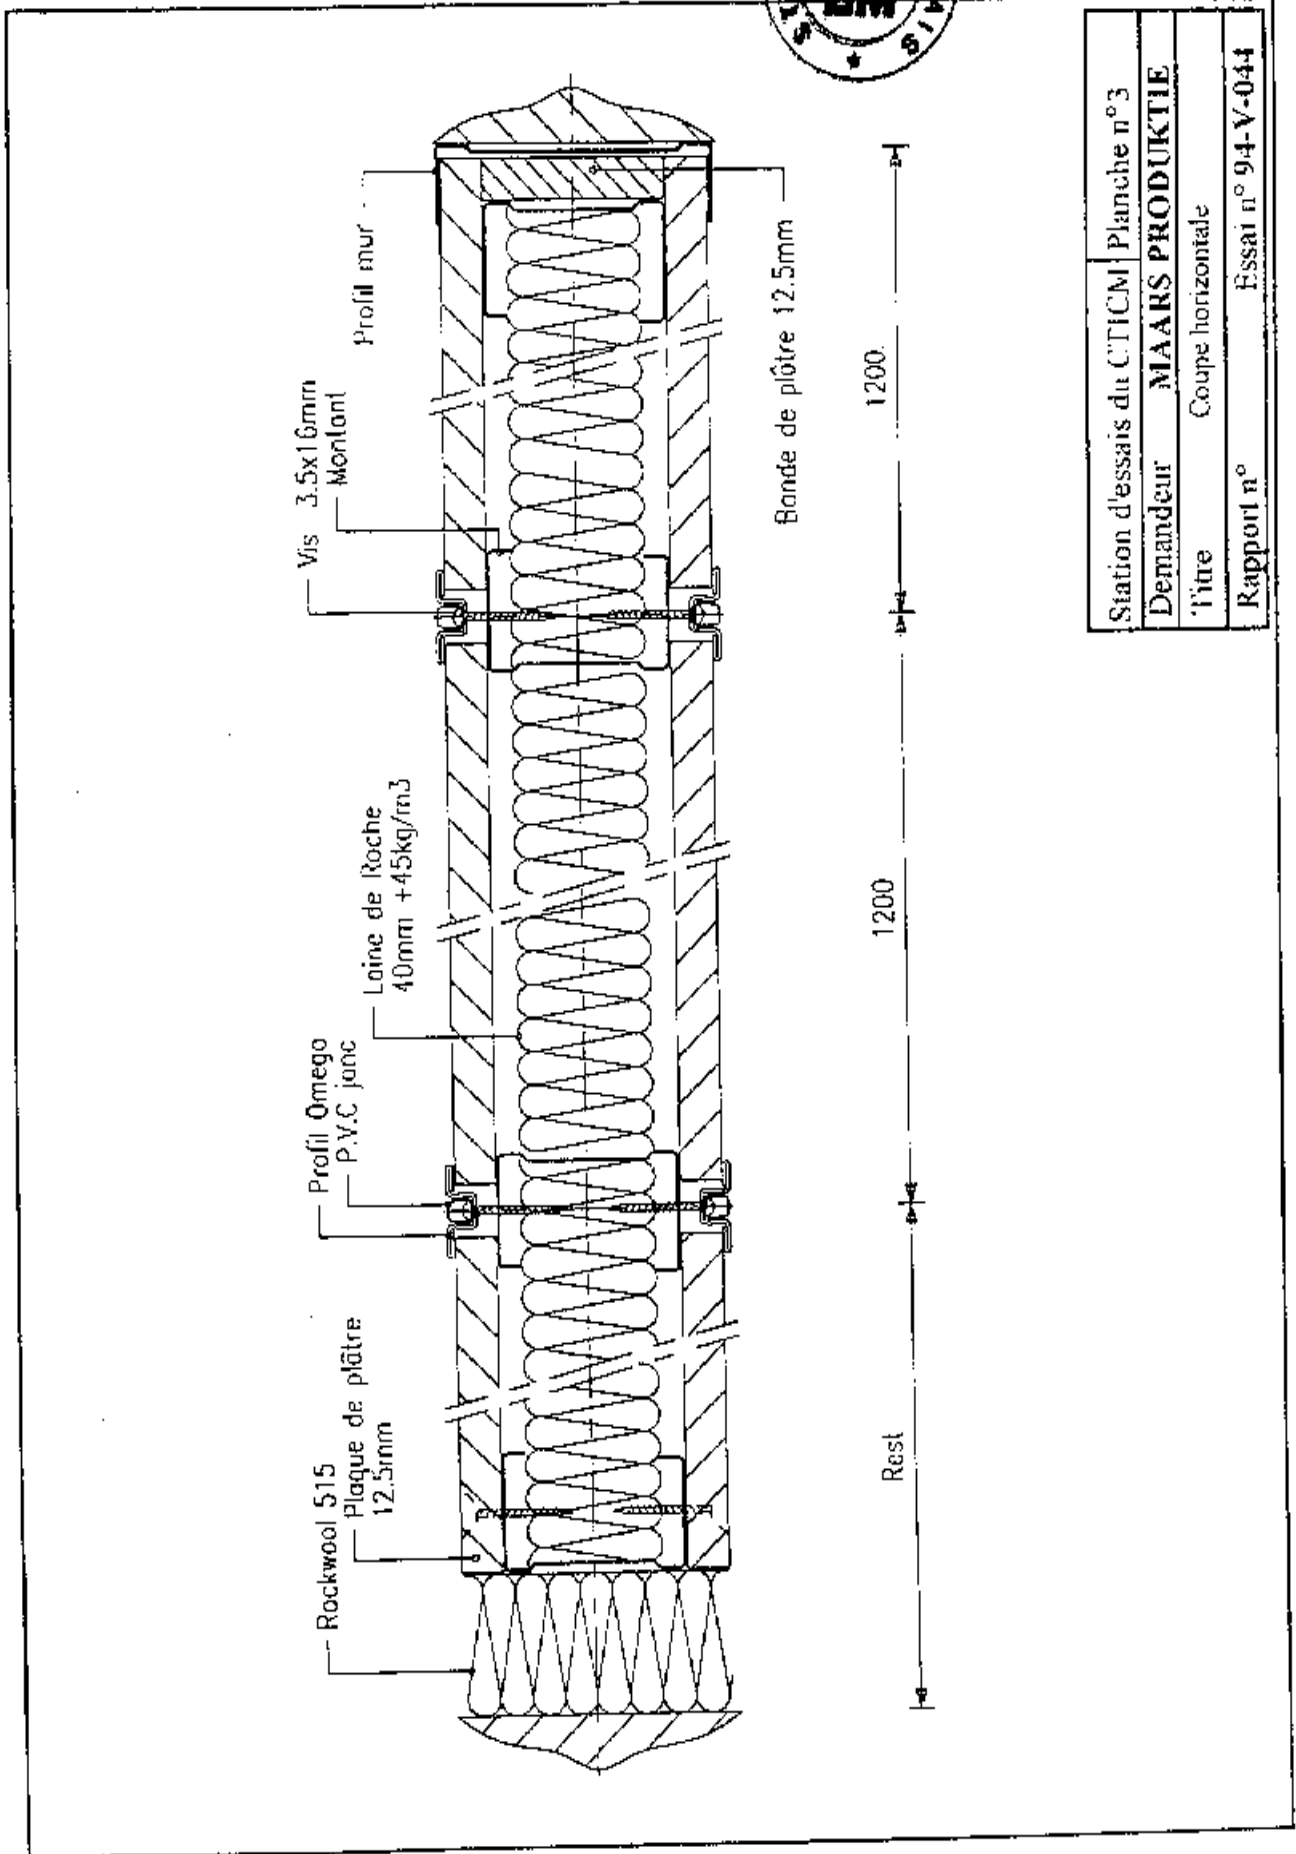 Rockwool 515
Plaque de plâtre
12.5mm
Profil Omego
P.V.C jonc
Laine de Roche
40mm +45kg/m3
Vis 3.5x16mm
Montant
Profil mur
Bande de plâtre 12.5mm
Rest
1200
1200
Station d'essais du CTICM Planche n° 3
Demandeur MAARS PRODUKTIE
Titre Coupe horizontale
Rapport n° Essai n° 94-V-044